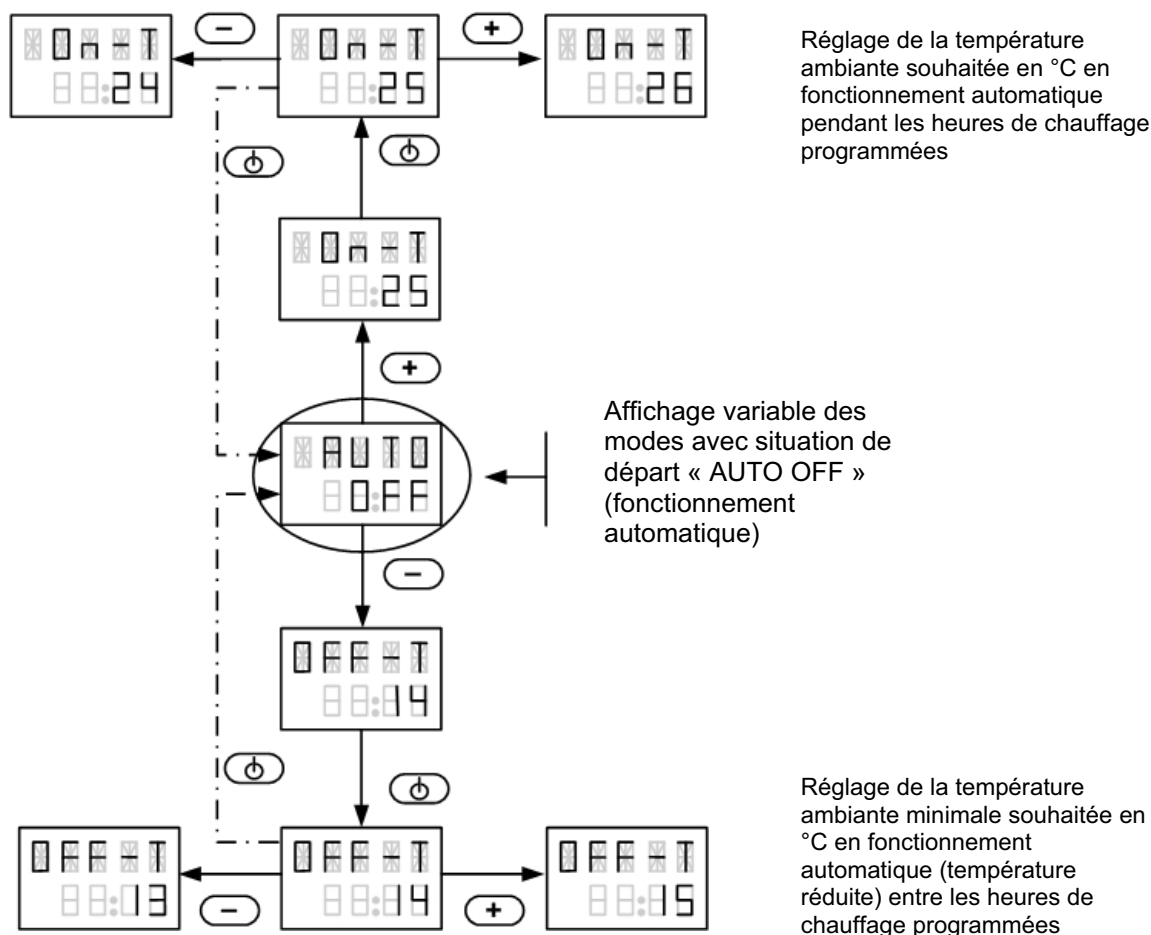 On-T
24
−
On-T
25
+
On-T
26
Réglage de la température
ambiante souhaitée en °C en
fonctionnement automatique
pendant les heures de chauffage
programmées
On-T
25
+
AUTO
OFF
Affichage variable des
modes avec situation de
départ « AUTO OFF »
(fonctionnement
automatique)
−
OFF-T
14
OFF-T
13
−
OFF-T
14
+
OFF-T
15
Réglage de la température
ambiante minimale souhaitée en
°C en fonctionnement
automatique (température
réduite) entre les heures de
chauffage programmées